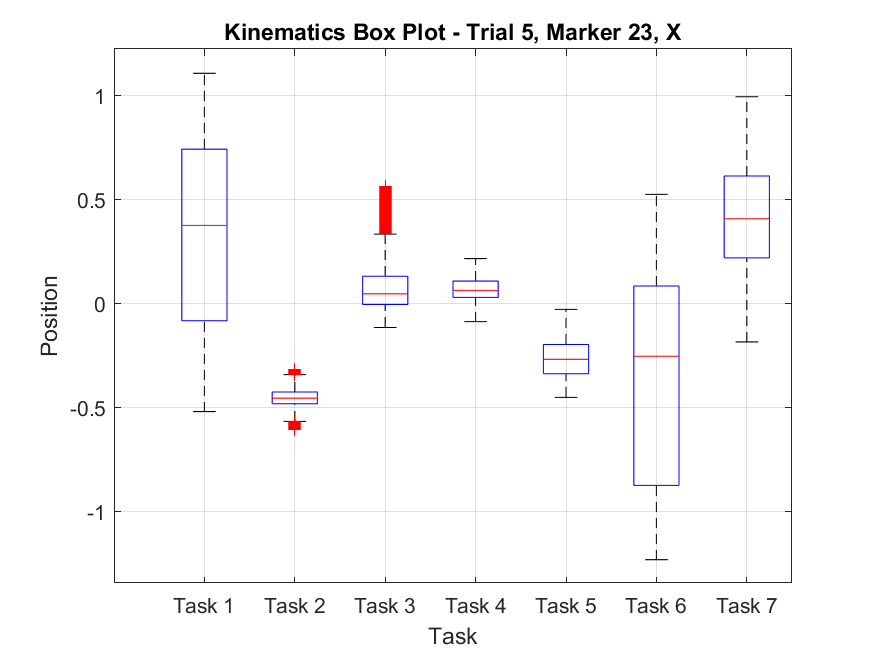 Kinematics Box Plot - Trial 5, Marker 23, X
1
0.5
0
-0.5
-1
Position
Task 1 Task 2 Task 3 Task 4 Task 5 Task 6 Task 7
Task